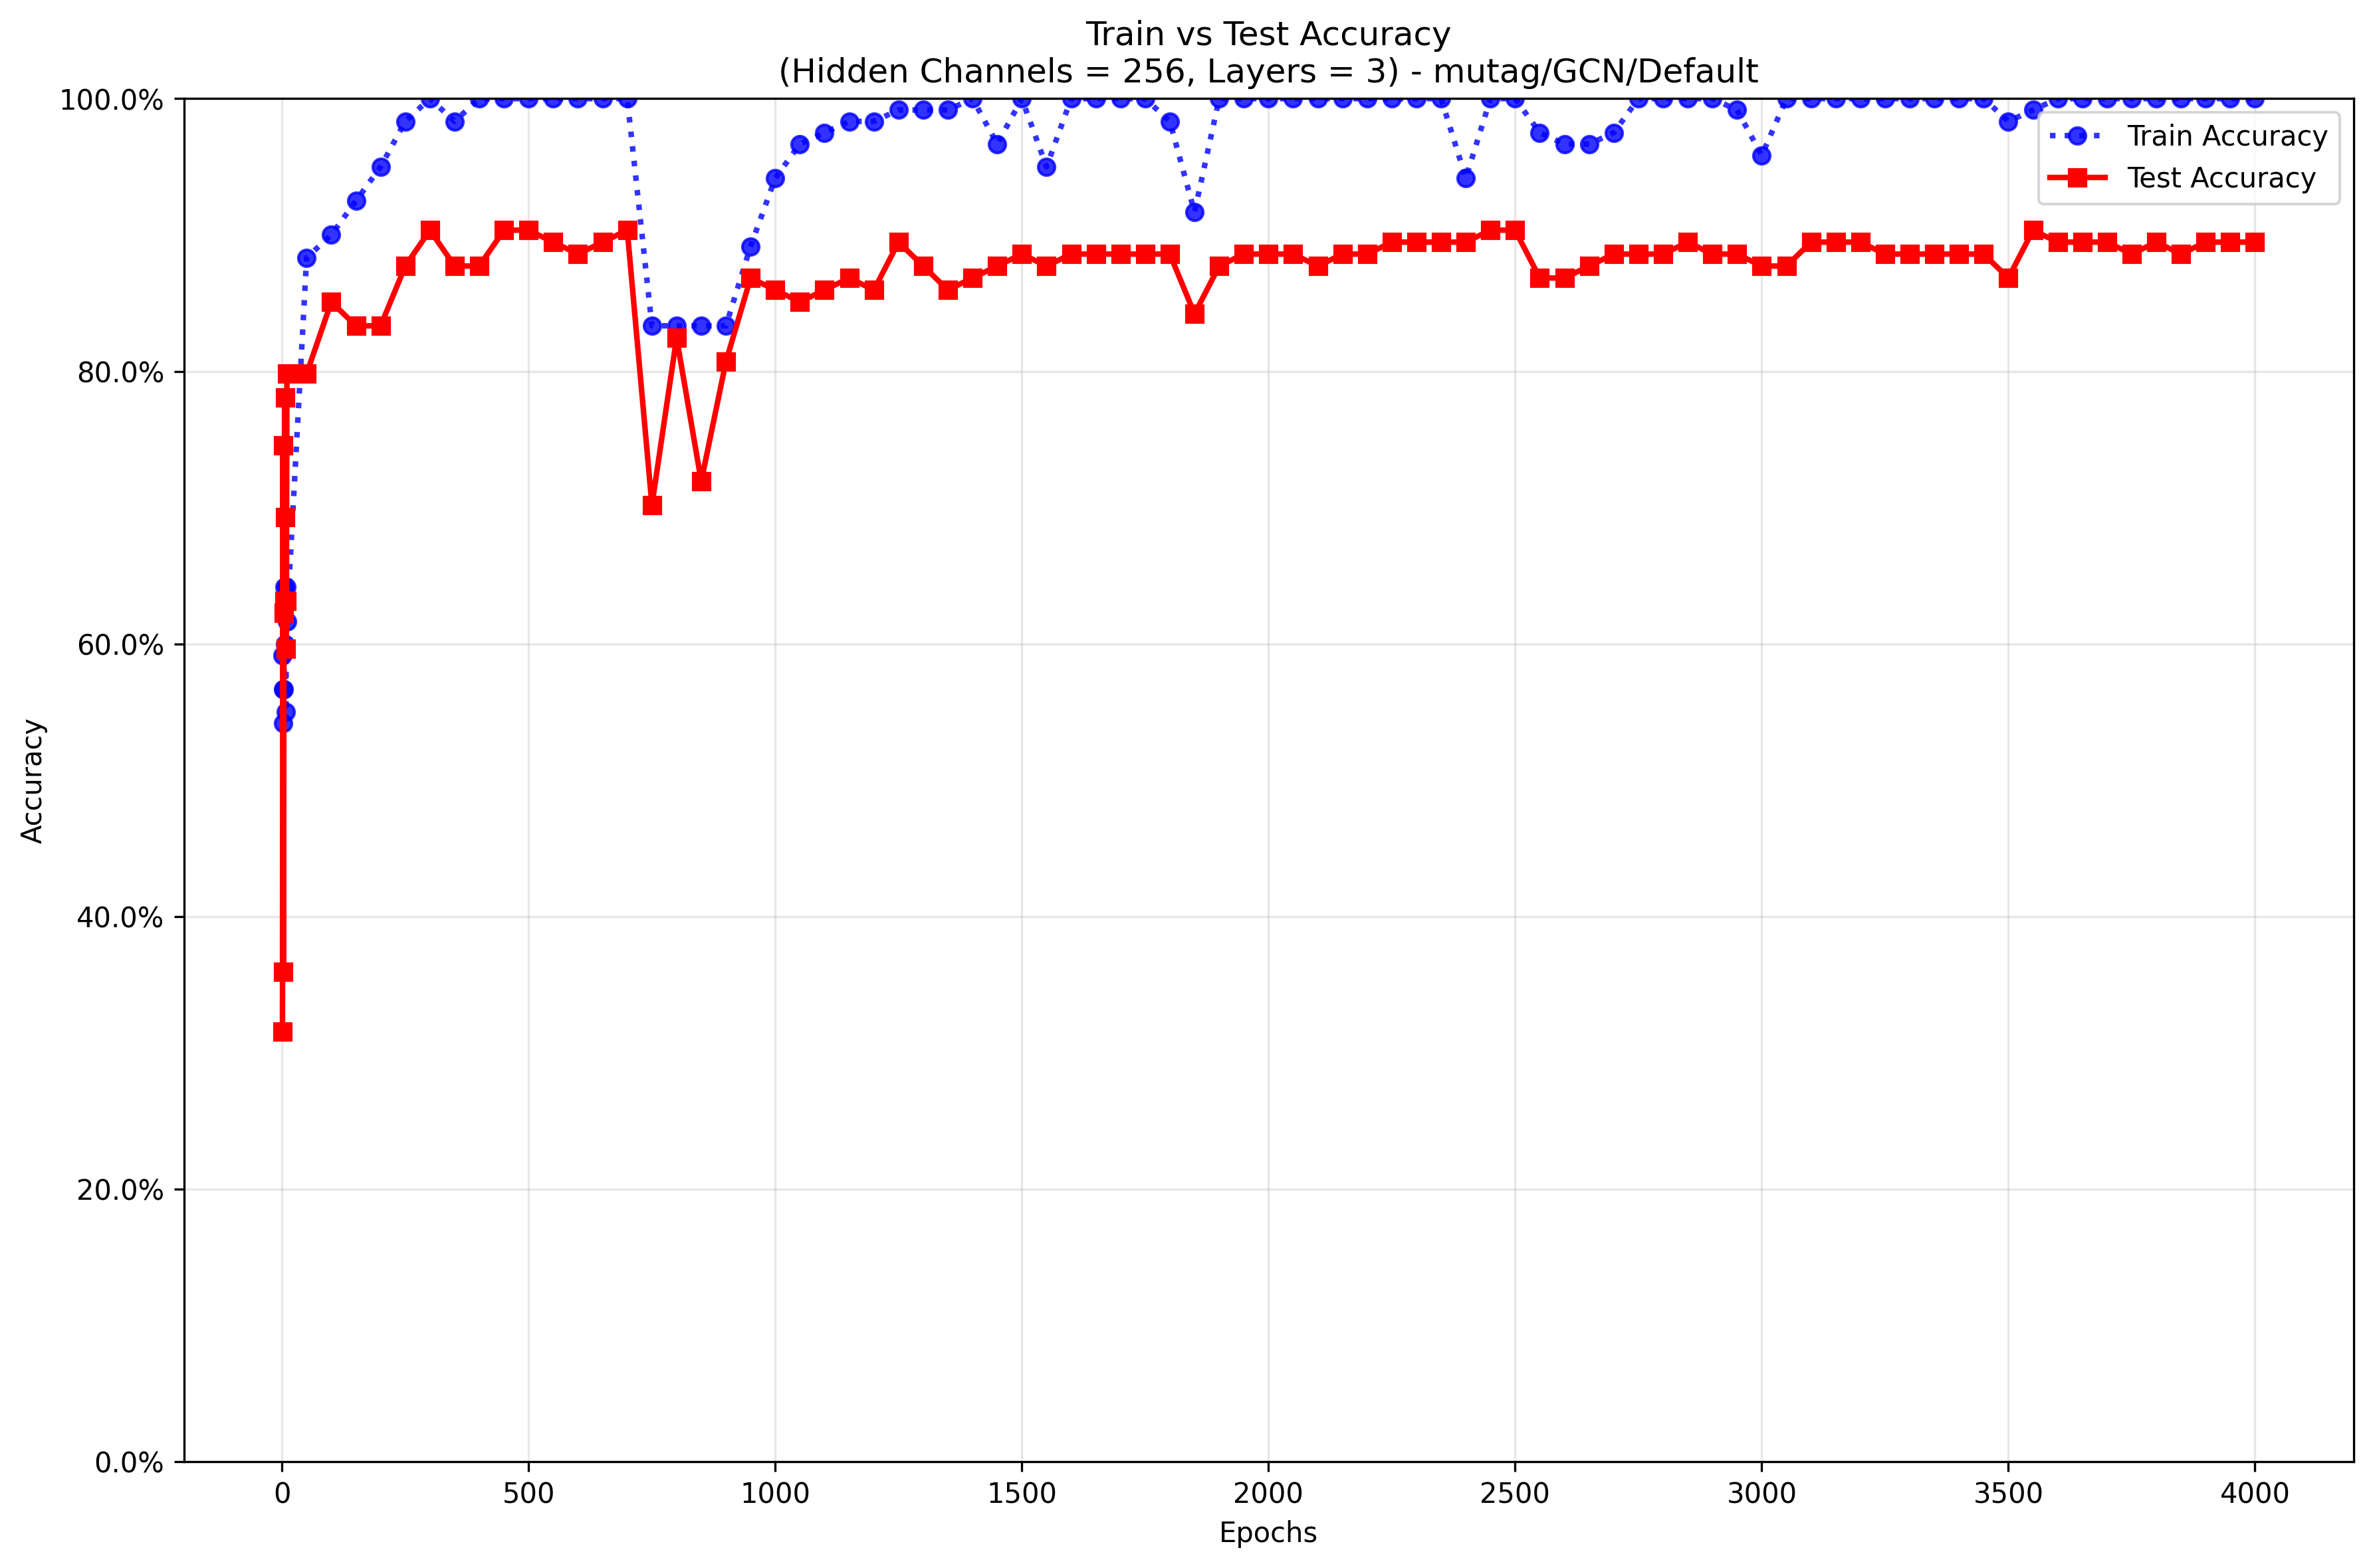 Train vs Test Accuracy
(Hidden Channels = 256, Layers = 3) - mutag/GCN/Default
100.0%
80.0%
60.0%
40.0%
20.0%
0.0%
Accuracy
Train Accuracy
Test Accuracy
0 500 1000 1500 2000 2500 3000 3500 4000
Epochs